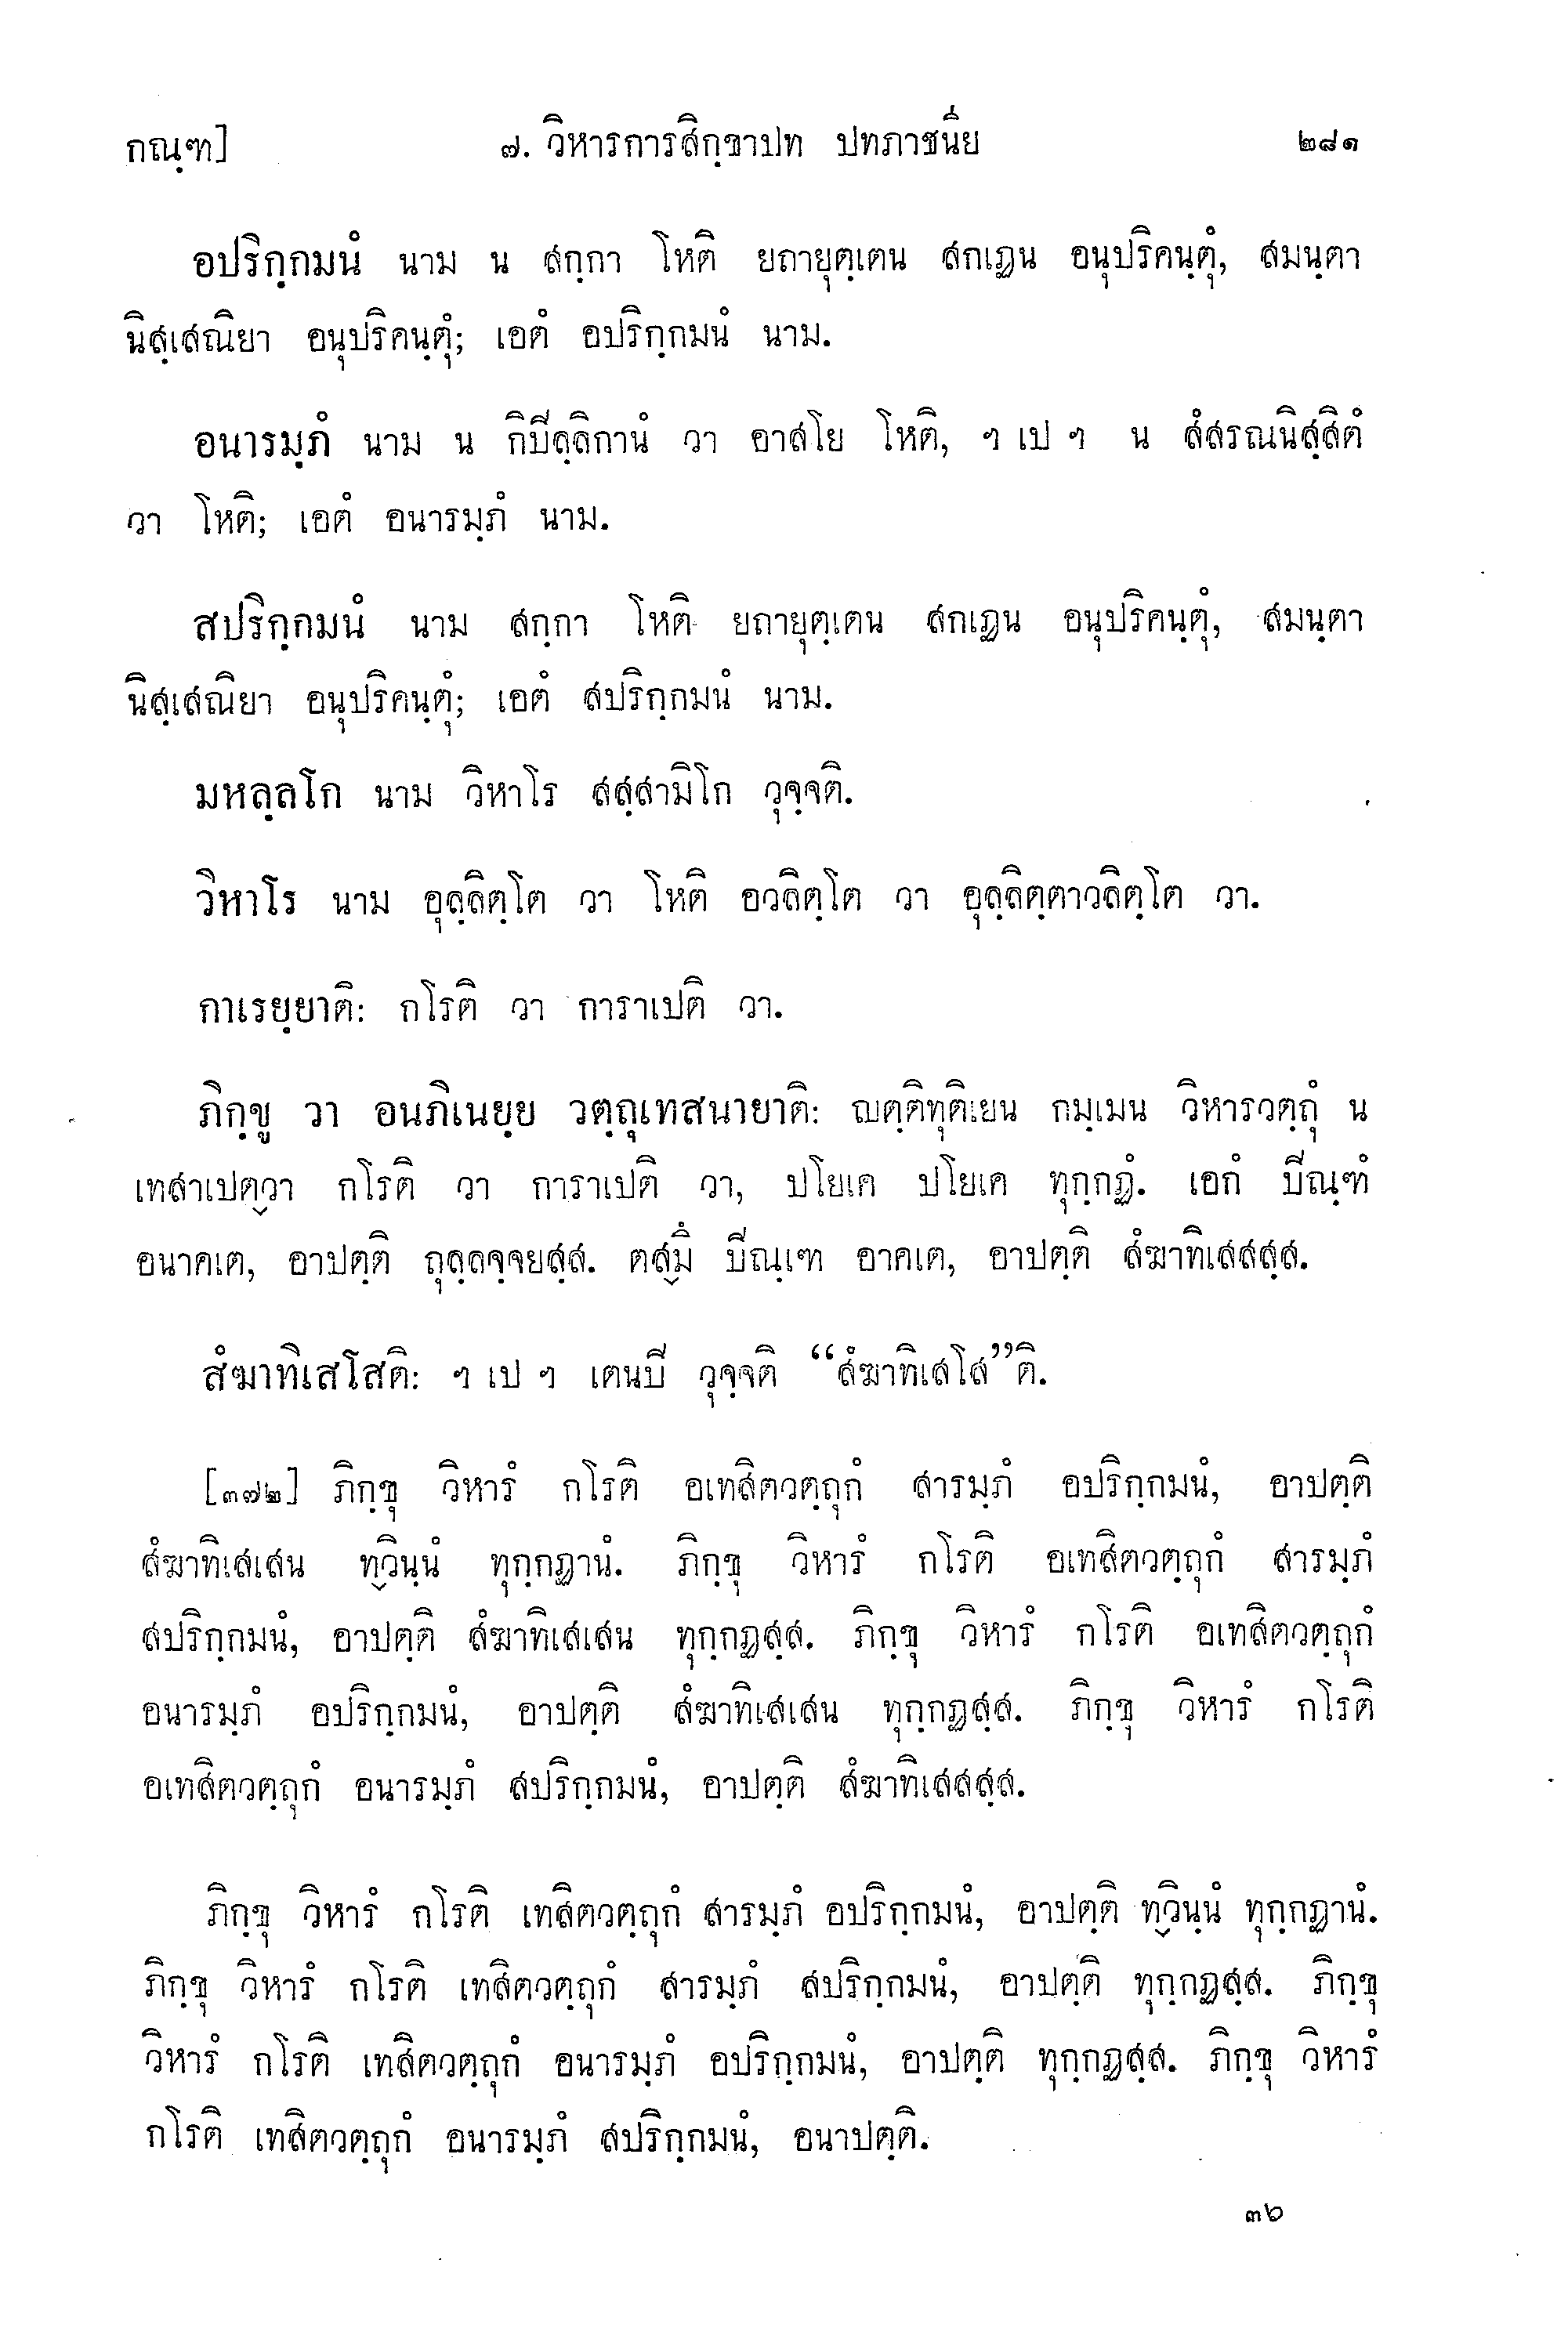 กณฺฑ]
๗. วิหารการสิกฺขาปท ปทภาชนีย
๒๘๑
อปริกฺกมนํ นาม น สกฺกา โหติ ยถายุตฺเตน สกเฏน อนุปริคนฺตุํ, สมนฺตา
นิสฺเสณิยา อนุปริคนฺตุํ; เอตํ อปริกฺกมนํ นาม.
อนารมฺภํ นาม น กิปีลฺลิกานํ วา อาสโย โหติ, ฯ เป ฯ น สํสรณนิสฺสิตํ
วา โหติ; เอตํ อนารมฺภํ นาม.
สปริกฺกมนํ นาม สกฺกา โหติ ยถายุตฺเตน สกเฏน อนุปริคนฺตุํ, สมนฺตา
นิสฺเสณิยา อนุปริคนฺตุํ; เอตํ สปริกฺกมนํ นาม.
มหลฺลโก นาม วิหาโร สสฺสามิโก วุจฺจติ.
วิหาโร นาม อุลฺลิตฺโต วา โหติ อวลิตฺโต วา อุลฺลิตฺตาวลิตฺโต วา.
กาเรยฺยาติ: กโรติ วา การาเปติ วา.
ภิกฺขู วา อนภิเนยฺย วตฺถุเทสนายาติ: ญตฺติทุติเยน กมฺเมน วิหารวตฺถุํ น
เทสาเปตฺวา กโรติ วา การาเปติ วา, ปโยเค ปโยเค ทุกฺกฏํ. เอกํ ปีณฺฑํ
อนาคเต, อาปตฺติ ถุลฺลจฺจยสฺส. ตสฺมึ ปีณฺเฑ อาคเต, อาปตฺติ สํฆาทิเสสสฺส.
สํฆาทิเสโสติ: ฯ เป ฯ เตนปี วุจฺจติ “สํฆาทิเสโส”ติ.
[๓๗๒] ภิกฺขุ วิหารํ กโรติ อเทสิตวตฺถุกํ สารมฺภํ อปริกฺกมนํ, อาปตฺติ
สํฆาทิเสเสน ทฺวินฺนํ ทุกฺกฏานํ. ภิกฺขุ วิหารํ กโรติ อเทสิตวตฺถุกํ สารมฺภํ
สปริกฺกมนํ, อาปตฺติ สํฆาทิเสเสน ทุกฺกฏสฺส. ภิกฺขุ วิหารํ กโรติ อเทสิตวตฺถุกํ
อนารมฺภํ อปริกฺกมนํ, อาปตฺติ สํฆาทิเสเสน ทุกฺกฏสฺส. ภิกฺขุ วิหารํ กโรติ
อเทสิตวตฺถุกํ อนารมฺภํ สปริกฺกมนํ, อาปตฺติ สํฆาทิเสสสฺส.
ภิกฺขุ วิหารํ กโรติ เทสิตวตฺถุกํ สารมฺภํ อปริกฺกมนํ, อาปตฺติ ทฺวินฺนํ ทุกฺกฏานํ.
ภิกฺขุ วิหารํ กโรติ เทสิตวตฺถุกํ สารมฺภํ สปริกฺกมนํ, อาปตฺติ ทุกฺกฏสฺส. ภิกฺขุ
วิหารํ กโรติ เทสิตวตฺถุกํ อนารมฺภํ อปริกฺกมนํ, อาปตฺติ ทุกฺกฏสฺส. ภิกฺขุ วิหารํ
กโรติ เทสิตวตฺถุกํ อนารมฺภํ สปริกฺกมนํ, อนาปตฺติ.
๓๖